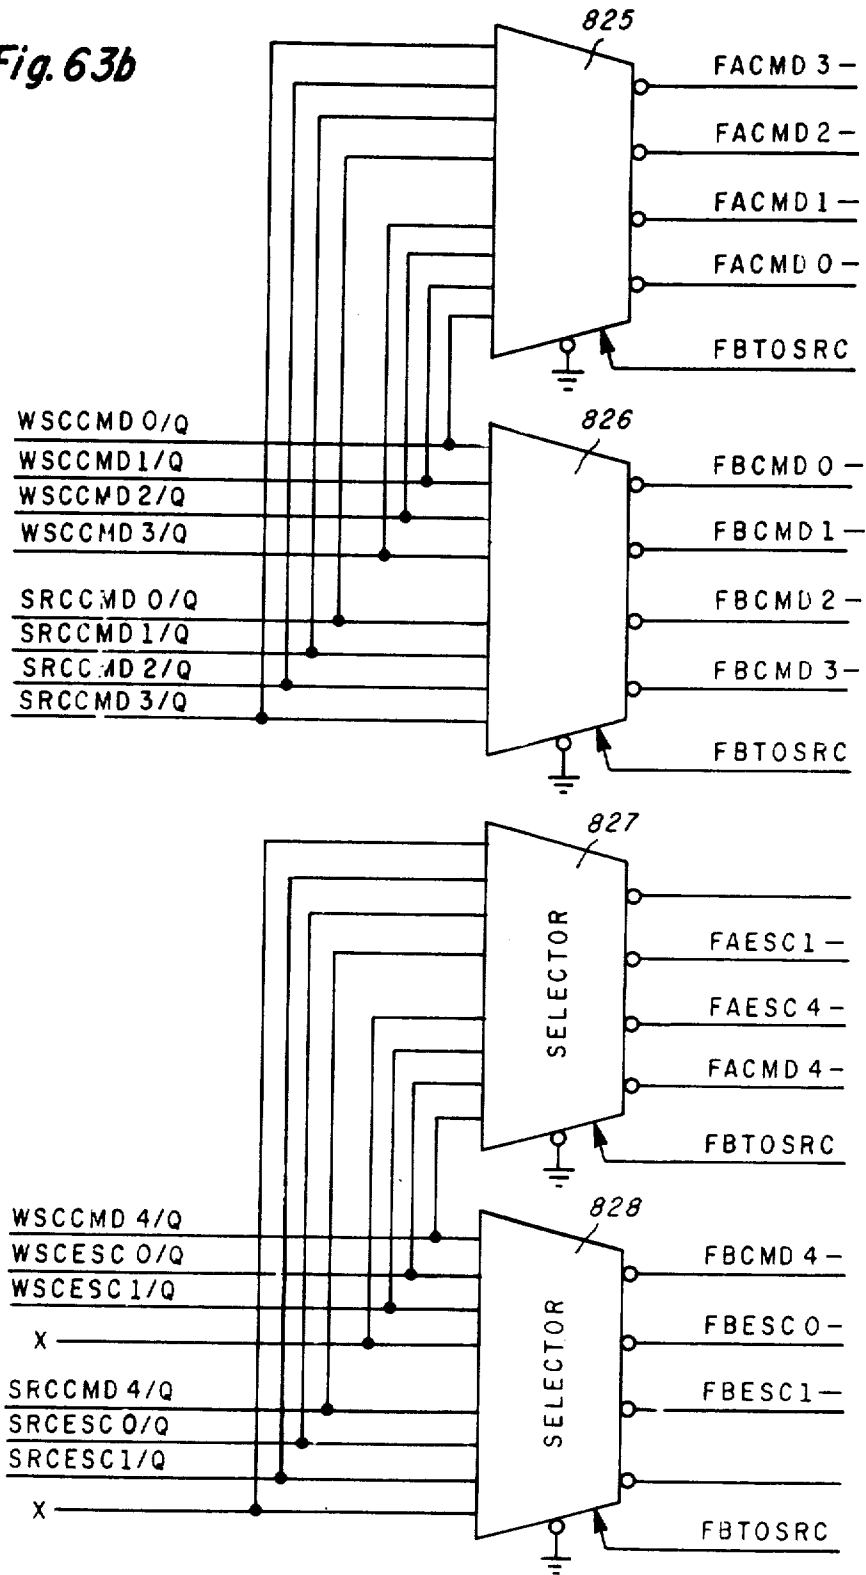 Fig. 63b
825
FACMD 3-
FACMD 2-
FACMD 1-
FACMD 0-
FBTOSRC
826
WSCCMD 0/Q
WSCCMD 1/Q
WSCCMD 2/Q
WSCCMD 3/Q
SRCCMD 0/Q
SRCCMD 1/Q
SRCCMD 2/Q
SRCCMD 3/Q
FBCMD 0-
FBCMD 1-
FBCMD 2-
FBCMD 3-
FBTOSRC
827
SELECTOR
FAESC 1-
FAESC 4-
FACMD 4-
FBTOSRC
828
WSCCMD 4/Q
WSCESC 0/Q
WSCESC 1/Q
X
SRCCMD 4/Q
SRCESC 0/Q
SRCESC 1/Q
X
SELECTOR
FBCMD 4-
FBESC 0-
FBESC 1-
FBTOSRC